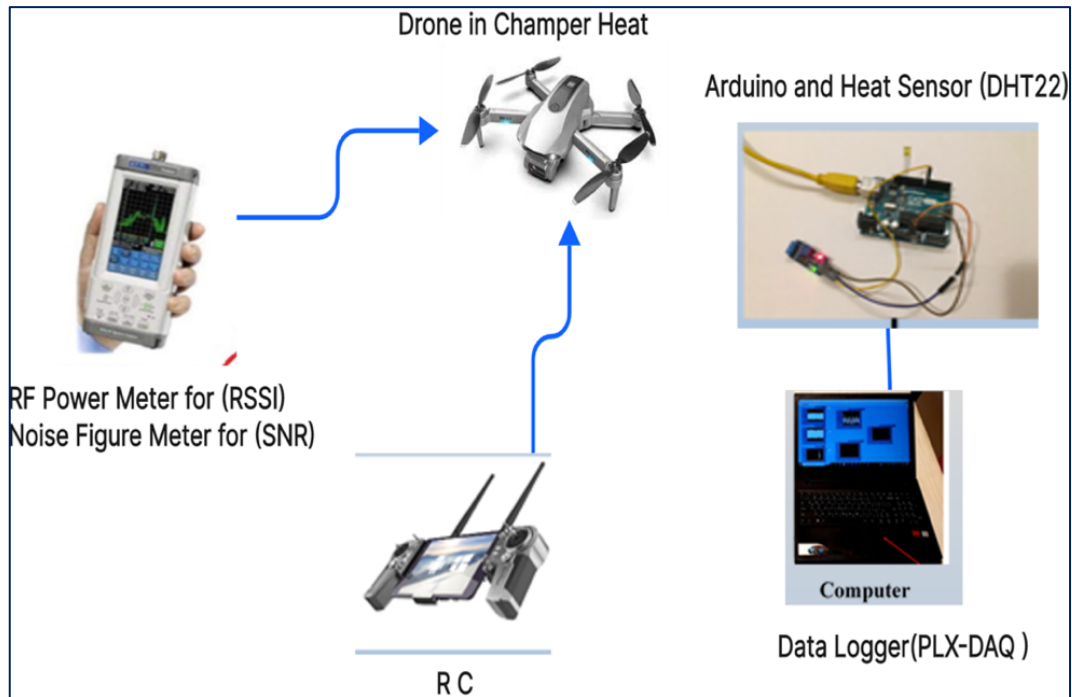 Drone in Champer Heat
Arduino and Heat Sensor (DHT22)
RF Power Meter for (RSSI)
Noise Figure Meter for (SNR)
Computer
Data Logger(PLX-DAQ )
R C